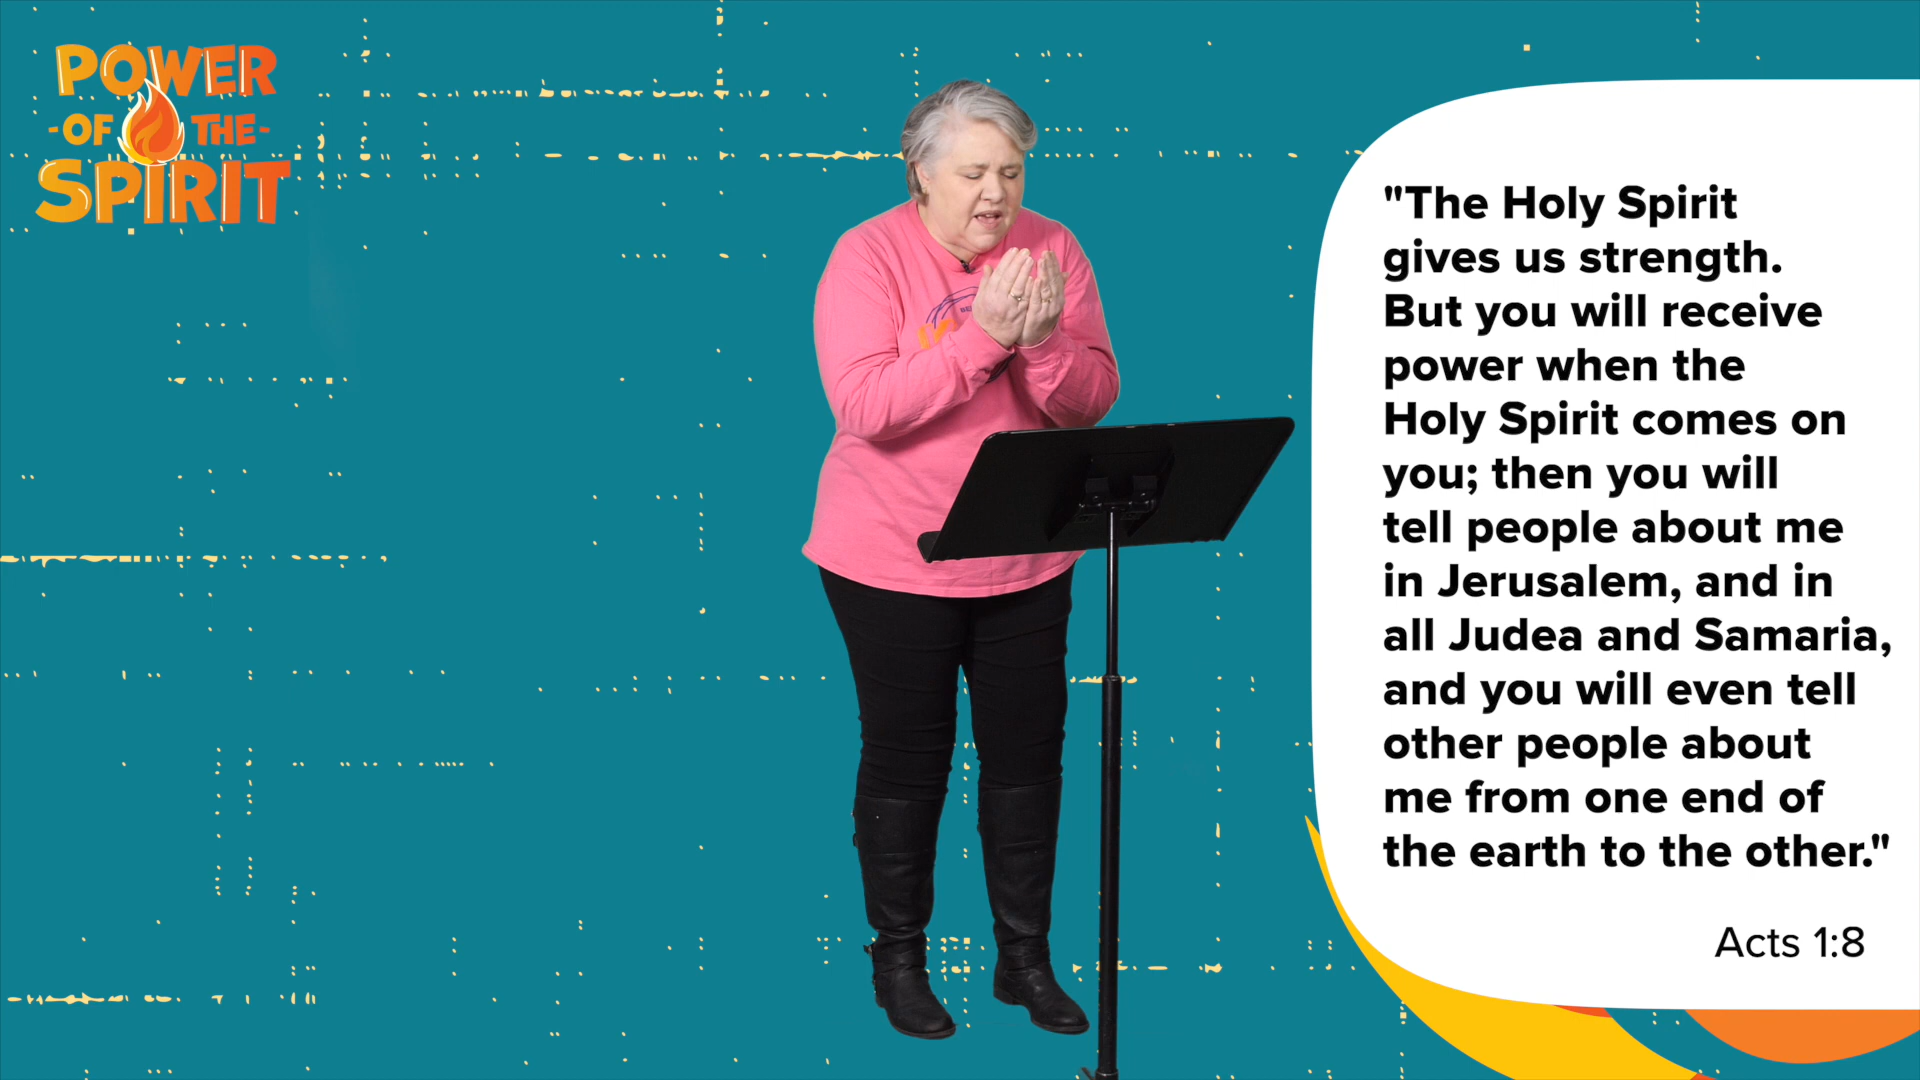 POWER
-OF THE-
SPIRIT
"The Holy Spirit
gives us strength.
But you will receive
power when the
Holy Spirit comes on
you; then you will
tell people about me
in Jerusalem, and in
all Judea and Samaria,
and you will even tell
other people about
me from one end of
the earth to the other."
Acts 1:8